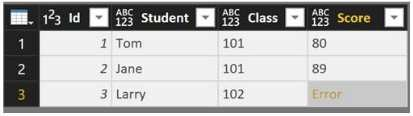 1²3 Id ABC 123 Student ABC 123 Class ABC 123 Score
1 1 Tom 101 80
2 2 Jane 101 89
3 3 Larry 102 Error